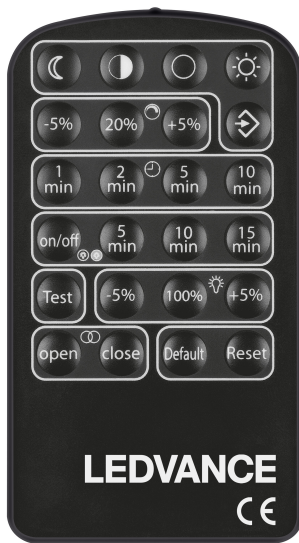 -5% 20% +5%
1 min 2 min 5 min 10 min
on/off 5 min 10 min 15 min
Test -5% 100% +5%
open close Default Reset
LEDVANCE
CE